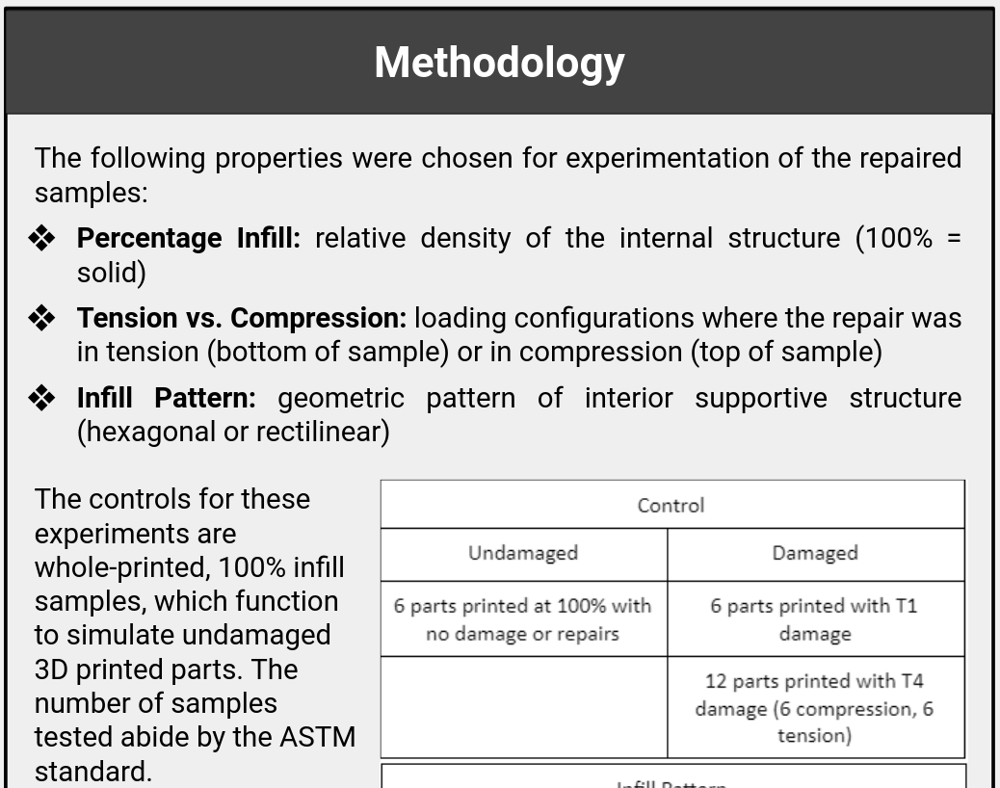 Methodology
The following properties were chosen for experimentation of the repaired
samples:
❖ Percentage Infill: relative density of the internal structure (100% =
solid)
❖ Tension vs. Compression: loading configurations where the repair was
in tension (bottom of sample) or in compression (top of sample)
❖ Infill Pattern: geometric pattern of interior supportive structure
(hexagonal or rectilinear)
The controls for these
experiments are
whole-printed, 100% infill
samples, which function
to simulate undamaged
3D printed parts. The
number of samples
tested abide by the ASTM
standard.
Control
Undamaged
Damaged
6 parts printed at 100% with
no damage or repairs
6 parts printed with T1
damage
12 parts printed with T4
damage (6 compression, 6
tension)
Infill Pattern